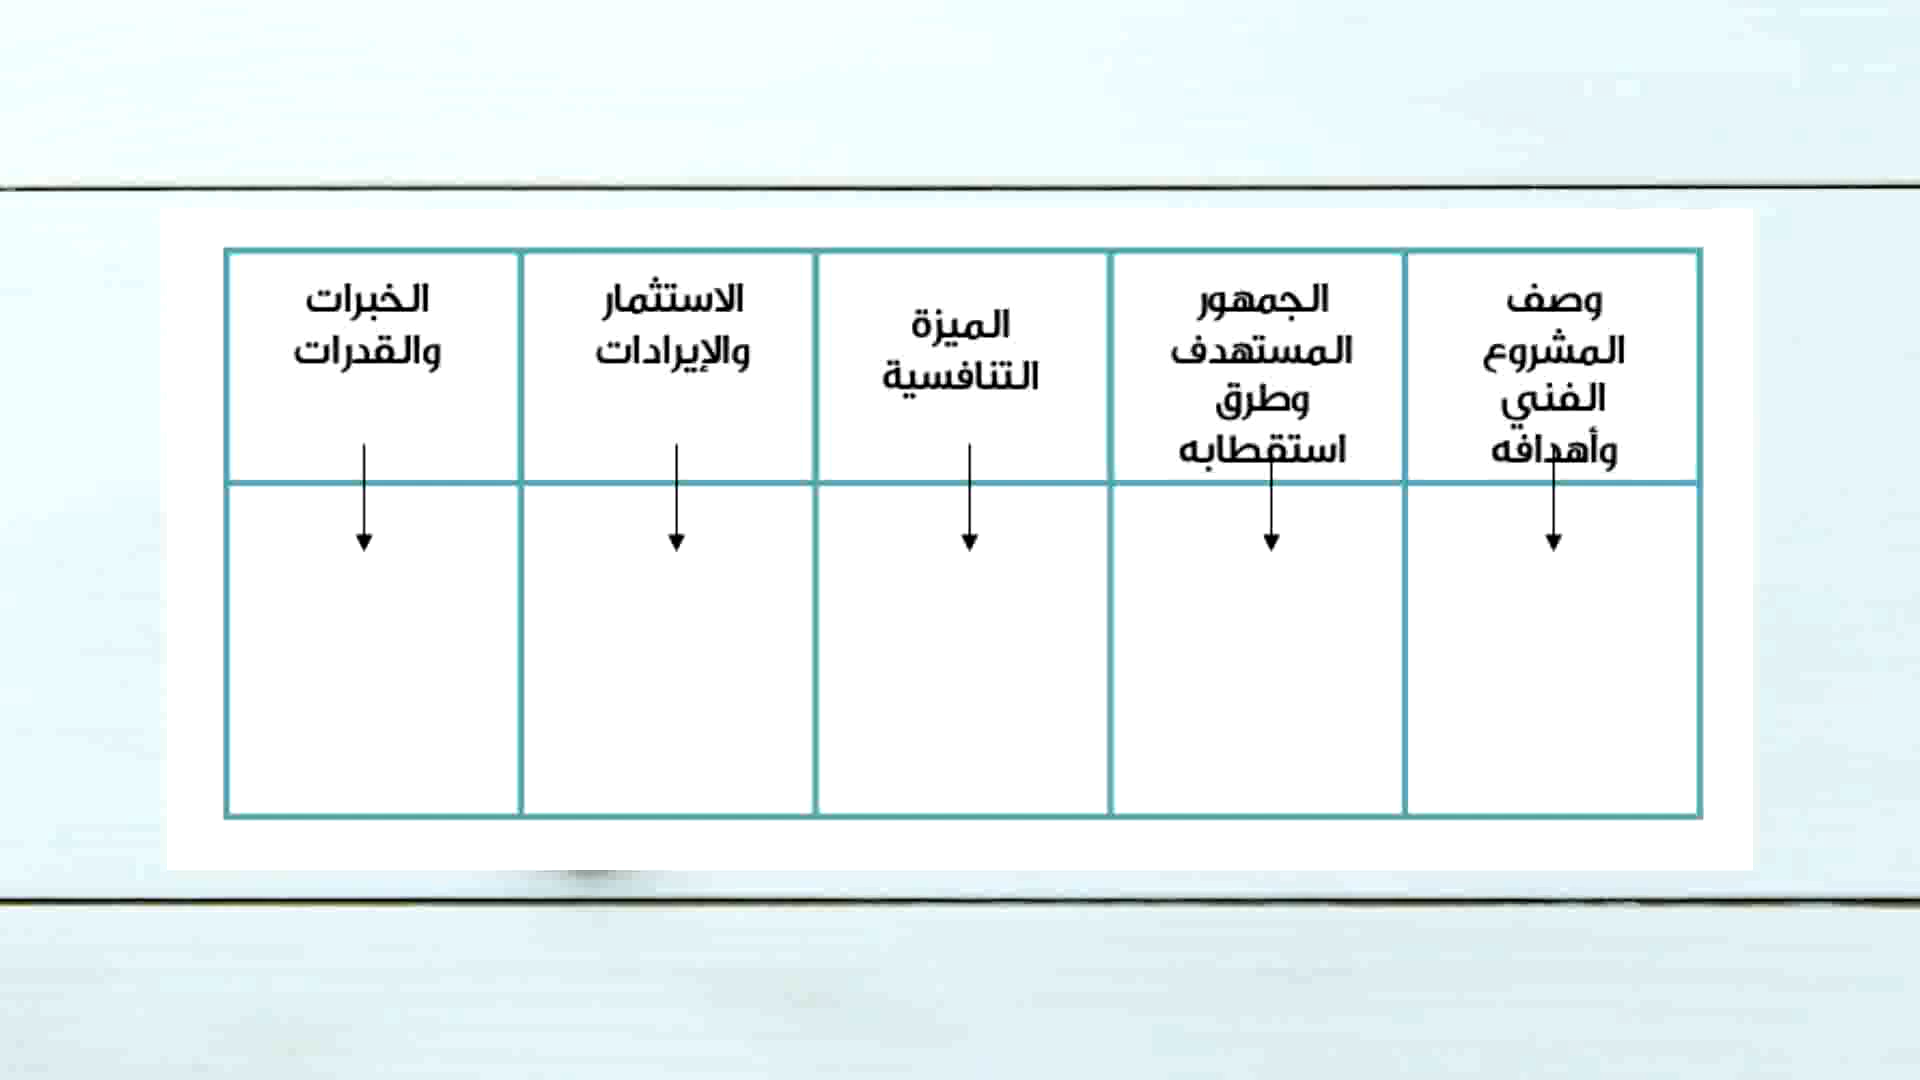 وصف
المشروع
الفني
وأهدافه
الجمهور
المستهدف
وطرق
استقطابه
الميزة
التنافسية
الاستثمار
والإيرادات
الخبرات
والقدرات